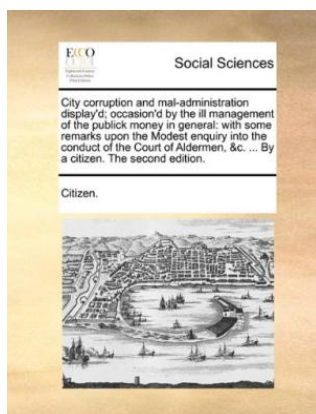 ECCO
Social Sciences
City corruption and mal-administration
display'd; occasion'd by the ill management
of the publick money in general: with some
remarks upon the Modest enquiry into the
conduct of the Court of Aldermen, &c. ... By
a citizen. The second edition.
Citizen.